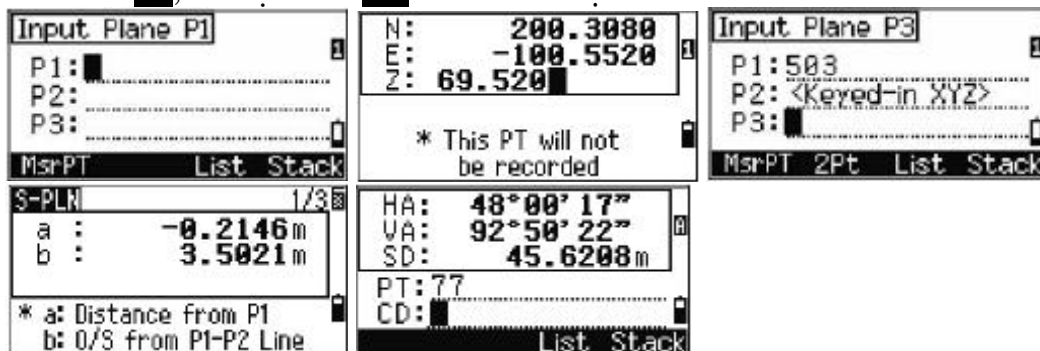 Input Plane P1
1
P1:
P2:
P3:
MsrPT List Stack
N: 200.3080
E: -100.5520
Z: 69.520
1
* This PT will not
be recorded
Input Plane P3
1
P1:503
P2: <Keyed-in XYZ>
P3:
MsrPT 2Pt List Stack
S-PLN 1/3
a : -0.2146m
b : 3.5021m
* a: Distance from P1
b: O/S from P1-P2 Line
HA: 48°00'17"
VA: 92°50'22"
SD: 45.6208m
A
PT:77
CD:
List Stack